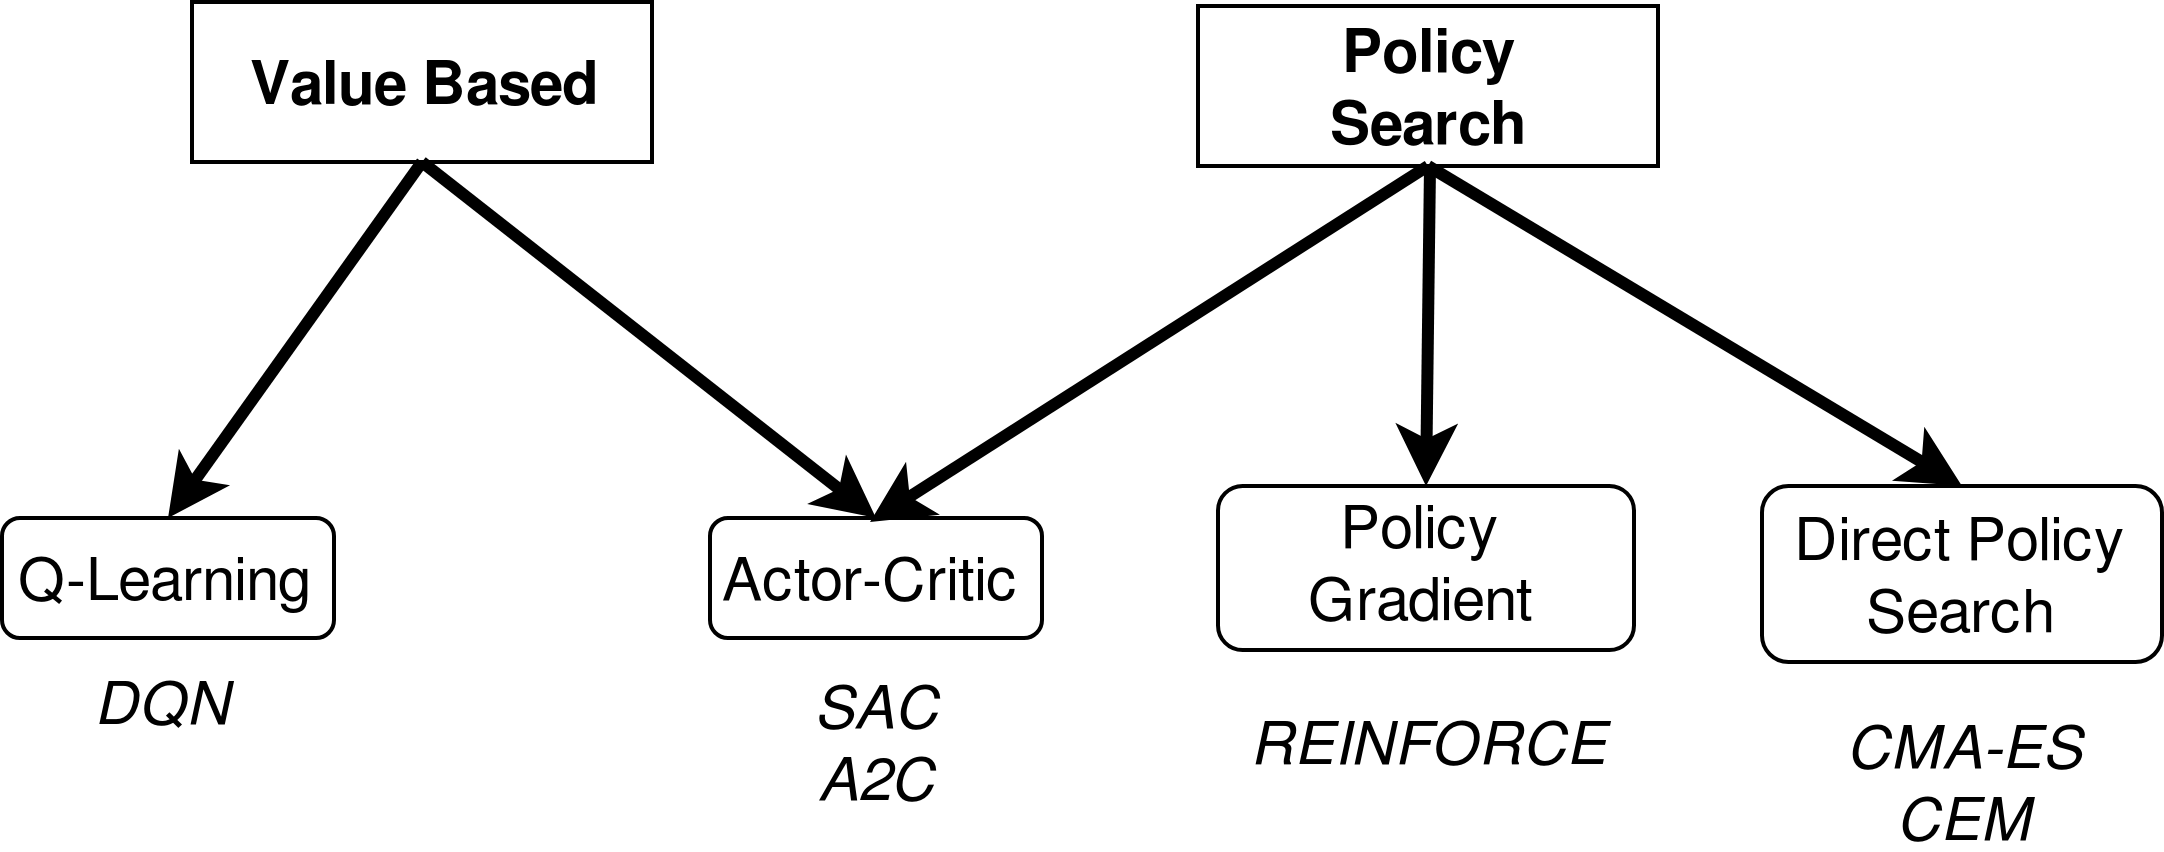 Value Based
Policy
Search
Q-Learning
Actor-Critic
Policy
Gradient
Direct Policy
Search
DQN
SAC
A2C
REINFORCE
CMA-ES
CEM